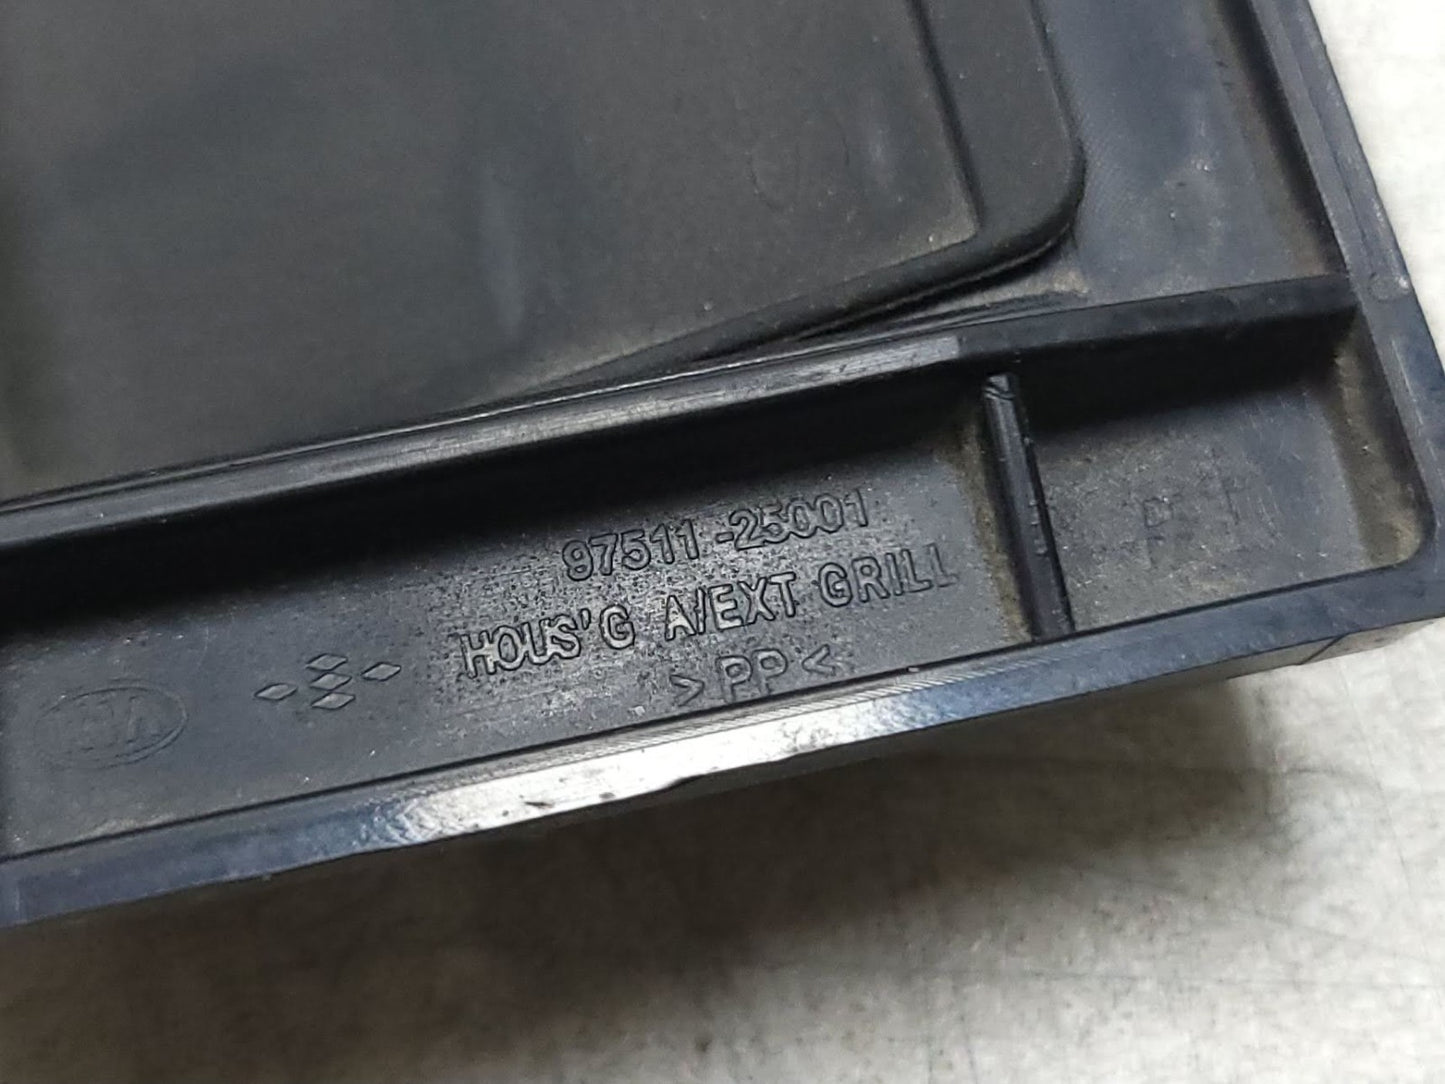 97511-25001
HOUS'G A/EXT GRILL
>PP<